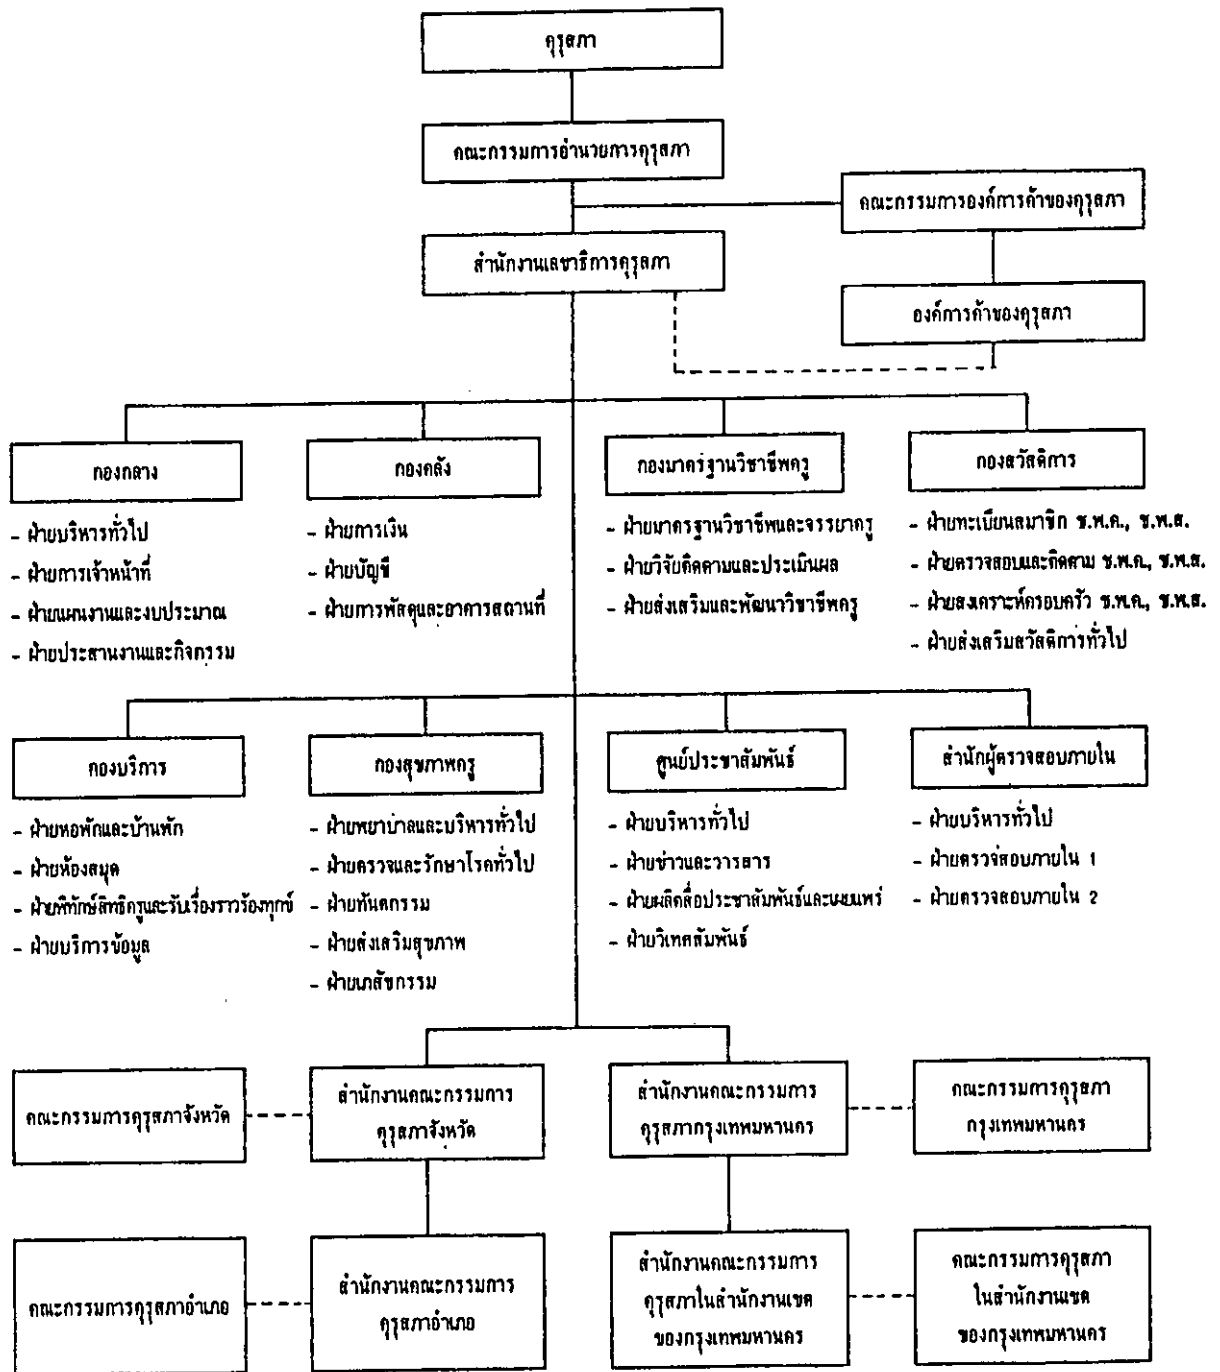 คุรุสภา
คณะกรรมการอำนวยการคุรุสภา
คณะกรรมการองค์การค้าของคุรุสภา
สำนักงานเลขาธิการคุรุสภา
องค์การค้าของคุรุสภา
กองกลาง
- ฝ่ายบริหารทั่วไป
- ฝ่ายการเจ้าหน้าที่
- ฝ่ายแผนงานและงบประมาณ
- ฝ่ายประสานงานและกิจกรรม
กองคลัง
- ฝ่ายการเงิน
- ฝ่ายบัญชี
- ฝ่ายการพัสดุและอาคารสถานที่
กองมาตรฐานวิชาชีพครู
- ฝ่ายมาตรฐานวิชาชีพและจรรยาครู
- ฝ่ายวิจัยติดตามและประเมินผล
- ฝ่ายส่งเสริมและพัฒนาวิชาชีพครู
กองสวัสดิการ
- ฝ่ายทะเบียนสมาชิก ช.พ.ค., ช.พ.ส.
- ฝ่ายตรวจสอบและติดตาม ช.พ.ค., ช.พ.ส.
- ฝ่ายสงเคราะห์ครอบครัว ช.พ.ค., ช.พ.ส.
- ฝ่ายส่งเสริมสวัสดิการทั่วไป
กองบริการ
- ฝ่ายหอพักและบ้านพัก
- ฝ่ายห้องสมุด
- ฝ่ายพิทักษ์สิทธิครูและรับเรื่องราวร้องทุกข์
- ฝ่ายบริการข้อมูล
กองสุขภาพครู
- ฝ่ายพยาบาลและบริหารทั่วไป
- ฝ่ายตรวจและรักษาโรคทั่วไป
- ฝ่ายทันตกรรม
- ฝ่ายส่งเสริมสุขภาพ
- ฝ่ายเภสัชกรรม
ศูนย์ประชาสัมพันธ์
- ฝ่ายบริหารทั่วไป
- ฝ่ายข่าวและวารสาร
- ฝ่ายผลิตสื่อประชาสัมพันธ์และเผยแพร่
- ฝ่ายวิเทศสัมพันธ์
สำนักผู้ตรวจสอบภายใน
- ฝ่ายบริหารทั่วไป
- ฝ่ายตรวจสอบภายใน 1
- ฝ่ายตรวจสอบภายใน 2
คณะกรรมการคุรุสภาจังหวัด
สำนักงานคณะกรรมการ
คุรุสภาจังหวัด
สำนักงานคณะกรรมการ
คุรุสภากรุงเทพมหานคร
คณะกรรมการคุรุสภา
กรุงเทพมหานคร
คณะกรรมการคุรุสภาอำเภอ
สำนักงานคณะกรรมการ
คุรุสภาอำเภอ
สำนักงานคณะกรรมการ
คุรุสภาในสำนักงานเขต
ของกรุงเทพมหานคร
คณะกรรมการคุรุสภา
ในสำนักงานเขต
ของกรุงเทพมหานคร